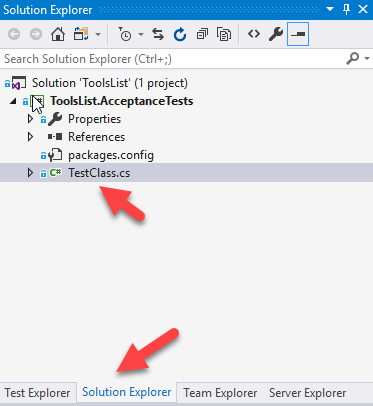 Solution Explorer
Search Solution Explorer (Ctrl+;)
Solution 'ToolsList' (1 project)
ToolsList.AcceptanceTests
Properties
References
packages.config
C# TestClass.cs
Test Explorer Solution Explorer Team Explorer Server Explorer